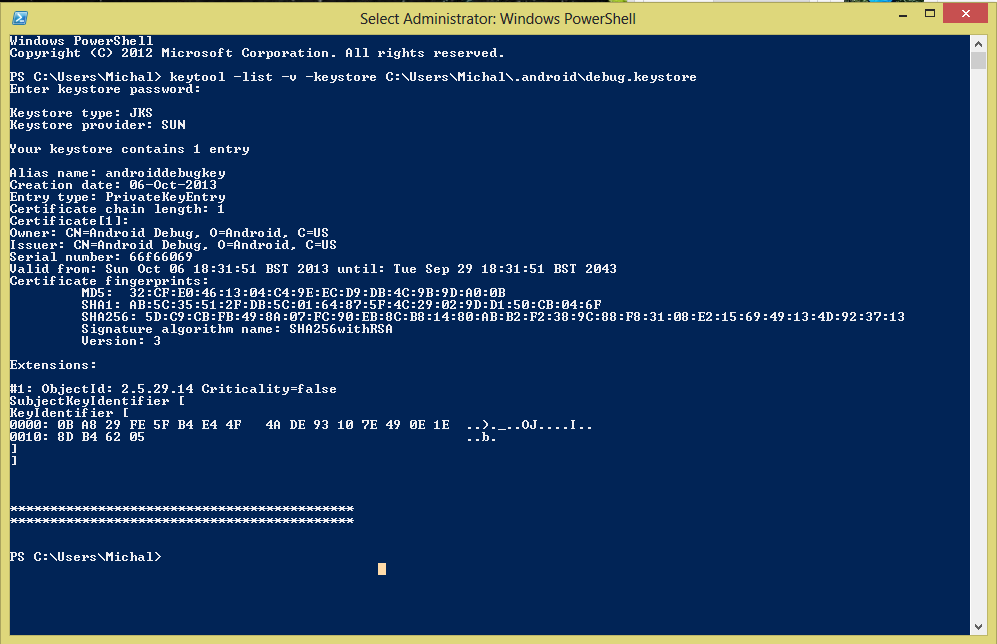 Select Administrator: Windows PowerShell
Windows PowerShell
Copyright (C) 2012 Microsoft Corporation. All rights reserved.
PS C:\Users\Michal> keytool -list -v -keystore C:\Users\Michal\.android\debug.keystore
Enter keystore password:
Keystore type: JKS
Keystore provider: SUN
Your keystore contains 1 entry
Alias name: androiddebugkey
Creation date: 06-Oct-2013
Entry type: PrivateKeyEntry
Certificate chain length: 1
Certificate[1]:
Owner: CN=Android Debug, O=Android, C=US
Issuer: CN=Android Debug, O=Android, C=US
Serial number: 66f66069
Valid from: Sun Oct 06 18:31:51 BST 2013 until: Tue Sep 29 18:31:51 BST 2043
Certificate fingerprints:
MD5:  32:CF:E0:46:13:04:C4:9E:EC:D9:DB:4C:9B:9D:A0:0B
SHA1: AB:5C:35:51:2F:DB:5C:01:64:87:5F:4C:29:02:9D:D1:50:CB:04:6F
SHA256: 5D:C9:CB:FB:49:8A:07:FC:90:EB:8C:B8:14:80:AB:B2:F2:38:9C:88:F8:31:08:E2:15:69:49:13:4D:92:37:13
Signature algorithm name: SHA256withRSA
Version: 3
Extensions:
#1: ObjectId: 2.5.29.14 Criticality=false
SubjectKeyIdentifier [
KeyIdentifier [
0000: 0B A8 29 FE 5F B4 E4 4F   4A DE 93 10 7E 49 0E 1E  ..)._..OJ....I..
0010: 8D B4 62 05                                        ..b.
]
]
*******************************************
*******************************************
PS C:\Users\Michal>